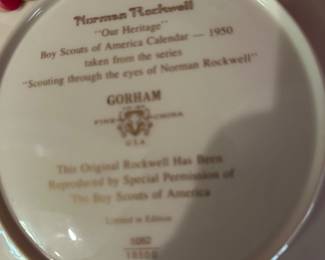 Norman Rockwell
"Our Heritage"
Boy Scouts of America Calendar — 1950
taken from the series
"Scouting through the eyes of Norman Rockwell"
GORHAM
FINE CHINA
U.S.A.
This Original Rockwell Has Been
Reproduced by Special Permission of
The Boy Scouts of America
Limited in Edition